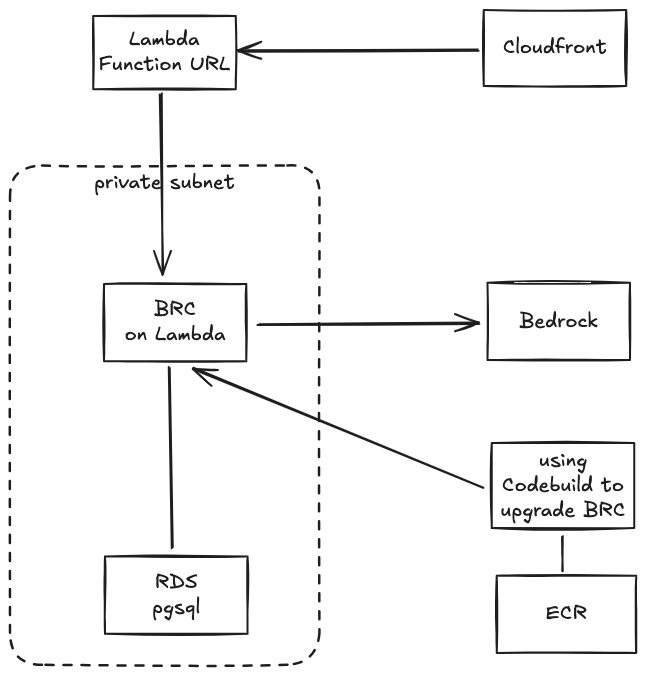 Lambda
Function URL
Cloudfront
private subnet
BRC
on Lambda
Bedrock
using
Codebuild to
upgrade BRC
RDS
pgsql
ECR